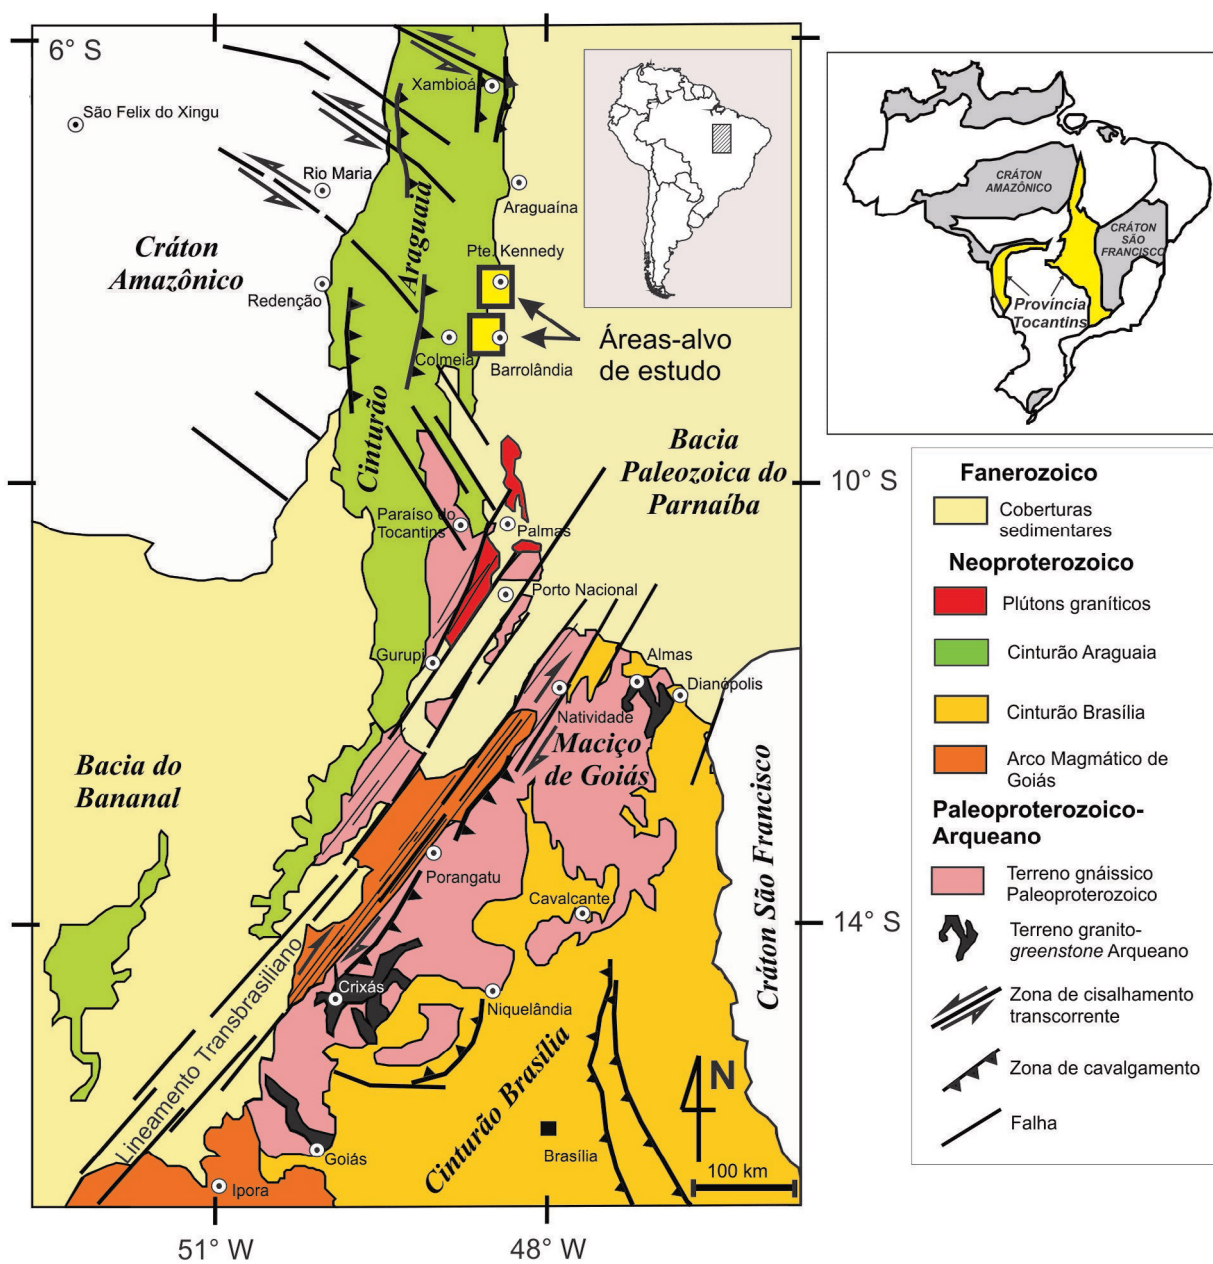 6° S
Xambioá
São Felix do Xingu
Rio Maria
Araguaína
Cráton
Amazônico
Araguaia
Pte. Kennedy
Redenção
Áreas-alvo
de estudo
Colmeia
Barrolândia
Cinturão
Bacia
Paleozoica do
Parnaíba
10° S
Paraíso do
Tocantins
Palmas
Porto Nacional
Gurupi
Almas
Dianópolis
Natividade
Maciço
de Goiás
Bacia do
Bananal
Cráton São Francisco
Porangatu
Cavalcante
14° S
Lineamento Transbrasiliano
Crixás
Niquelândia
Cinturão Brasília
N
Brasília
Goiás
100 km
Ipora
51° W
48° W
CRÁTON
AMAZÔNICO
CRÁTON
SÃO
FRANCISCO
Província
Tocantins
Fanerozoico
Coberturas
sedimentares
Neoproterozoico
Plútons graníticos
Cinturão Araguaia
Cinturão Brasília
Arco Magmático de
Goiás
Paleoproterozoico-
Arqueano
Terreno gnáissico
Paleoproterozoico
Terreno granito-
greenstone Arqueano
Zona de cisalhamento
transcorrente
Zona de cavalgamento
Falha